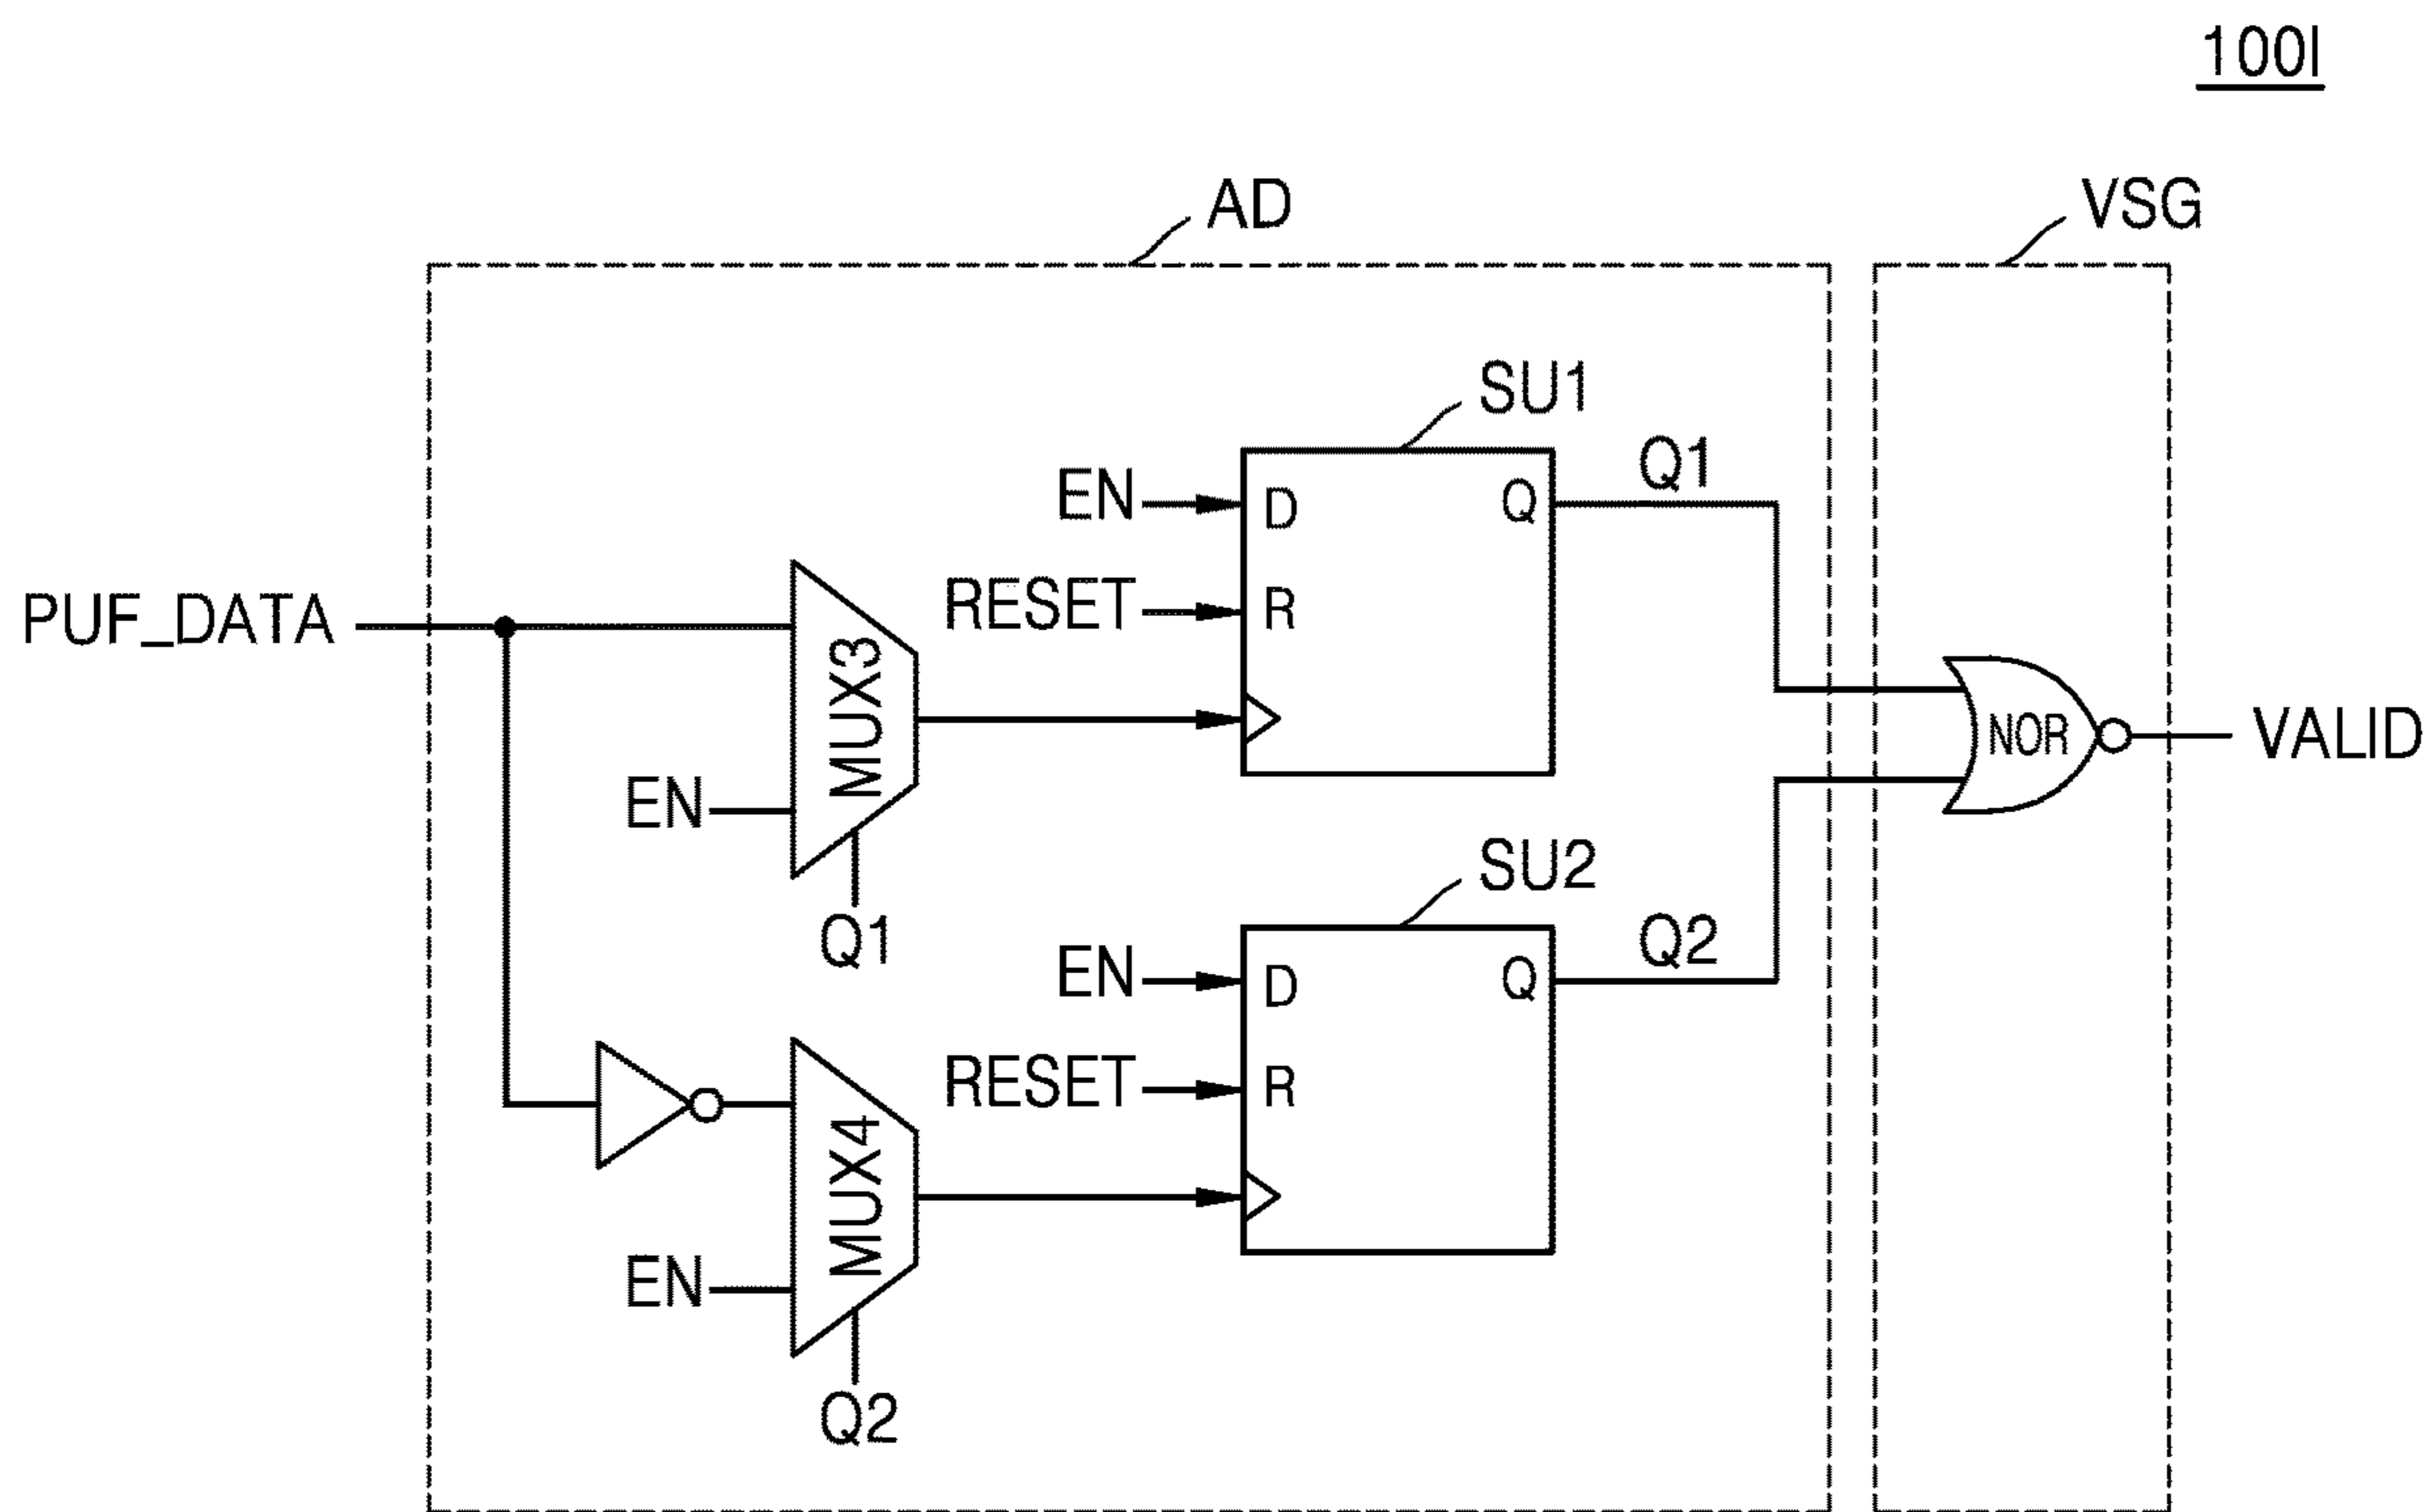 100I
AD
VSG
SU1
Q1
EN
D
Q
RESET
R
PUF_DATA
MUX3
NOR
VALID
EN
Q1
SU2
Q2
EN
D
Q
RESET
R
MUX4
EN
Q2